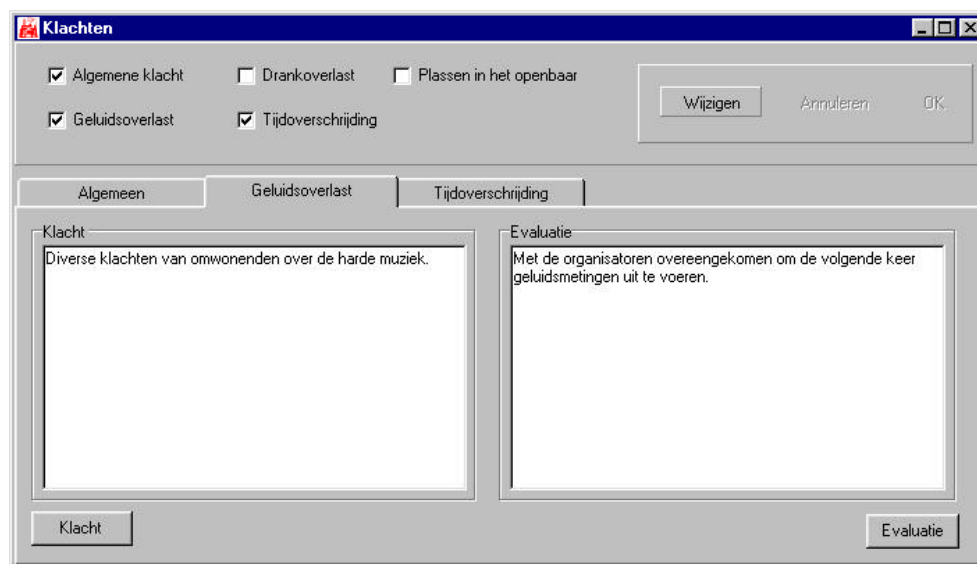 Klachten
Algemene klacht
Drankoverlast
Plassen in het openbaar
Geluidsoverlast
Tijdoverschrijding
Wijzigen
Annuleren
OK
Algemeen
Geluidsoverlast
Tijdoverschrijding
Klacht
Diverse klachten van omwonenden over de harde muziek.
Evaluatie
Met de organisatoren overeengekomen om de volgende keer
geluidsmetingen uit te voeren.
Klacht
Evaluatie